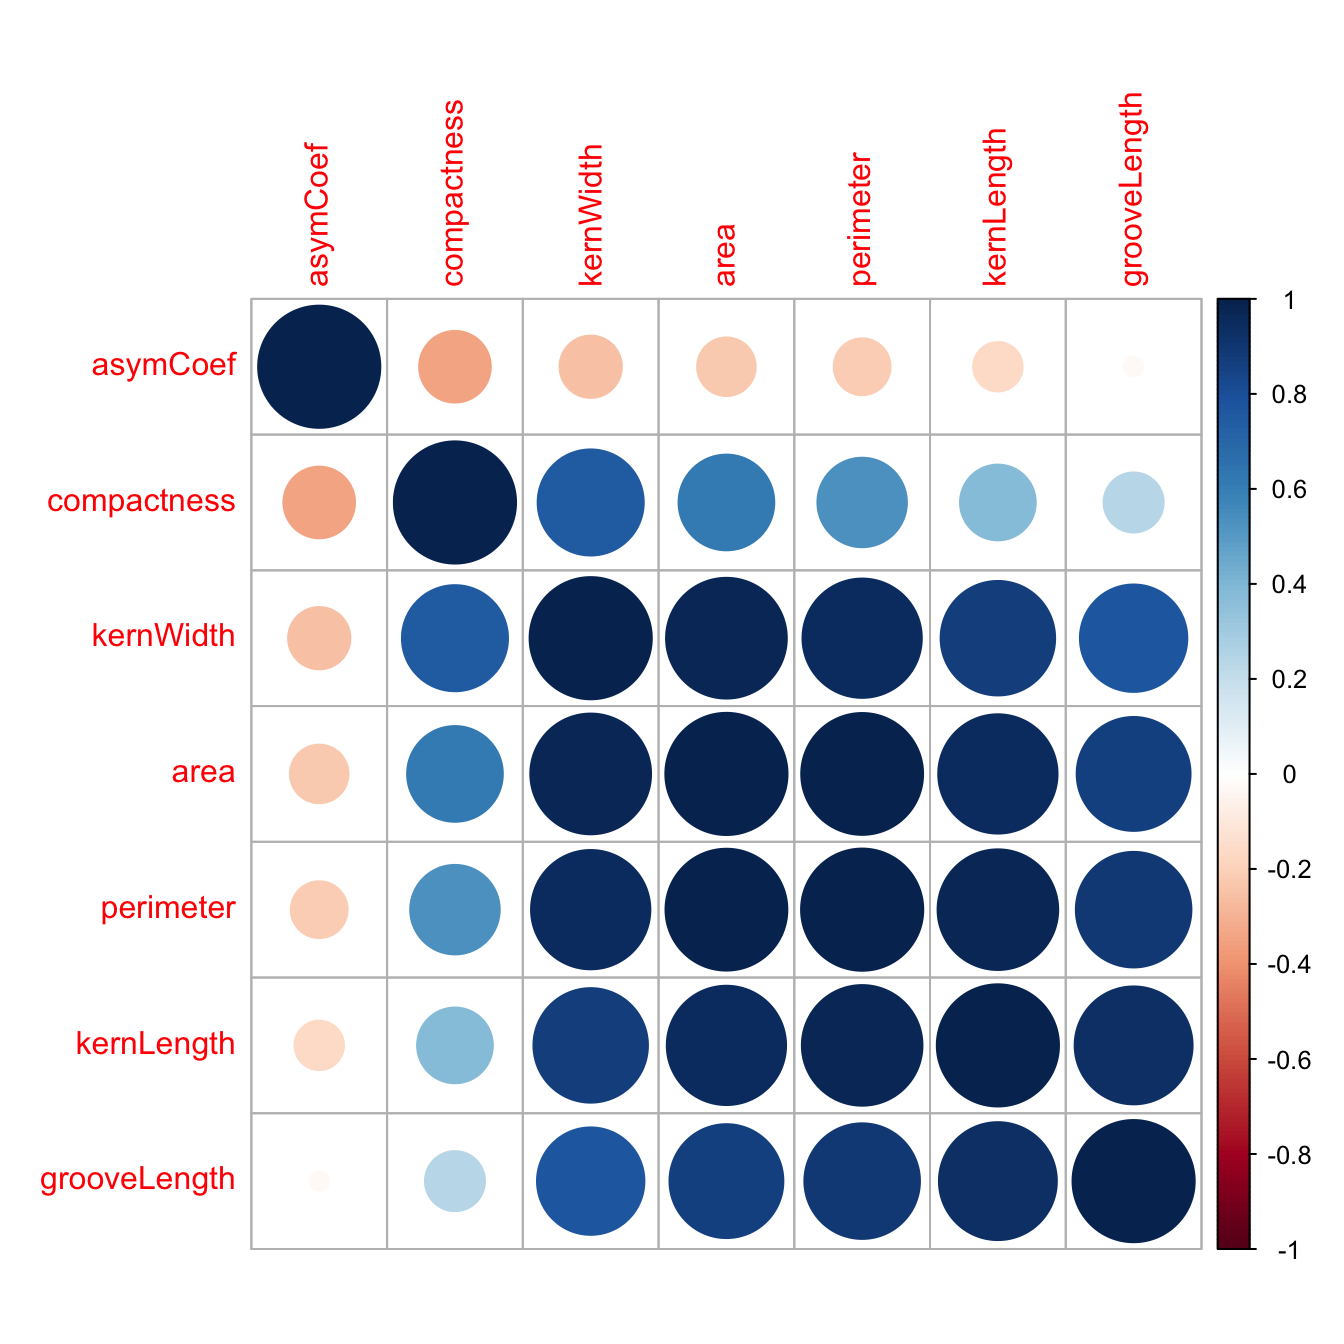 asymCoef
compactness
kernWidth
area
perimeter
kernLength
grooveLength
asymCoef
compactness
kernWidth
area
perimeter
kernLength
grooveLength
1
0.8
0.6
0.4
0.2
0
-0.2
-0.4
-0.6
-0.8
-1